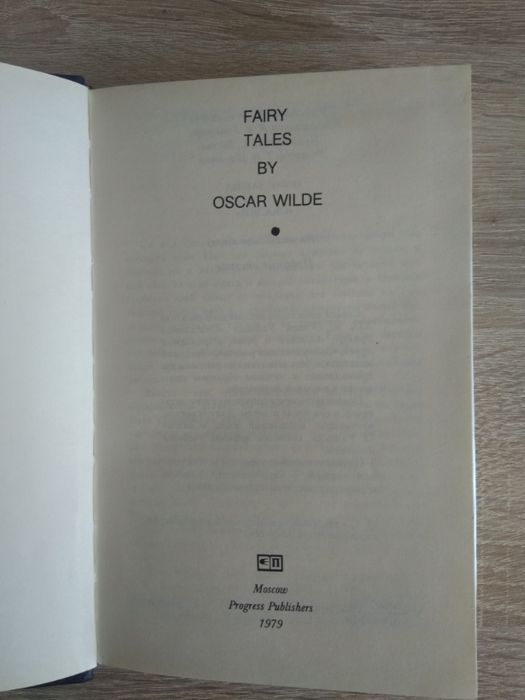 FAIRY
TALES
BY
OSCAR WILDE
Moscow
Progress Publishers
1979